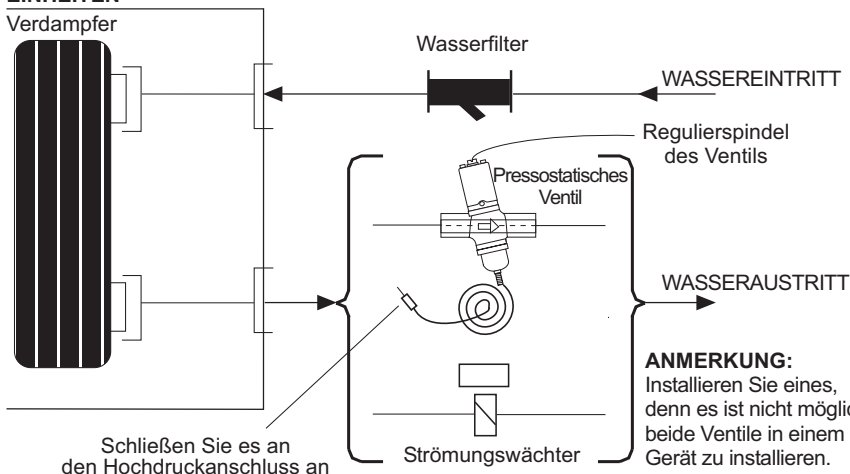 Verdampfer
Wasserfilter
WASSEREINTRITT
Regulierspindel
des Ventils
Pressostatisches
Ventil
WASSERAUSTRITT
ANMERKUNG:
Installieren Sie eines,
denn es ist nicht möglic
beide Ventile in einem
Gerät zu installieren.
Schließen Sie es an
den Hochdruckanschluss an
Strömungswächter